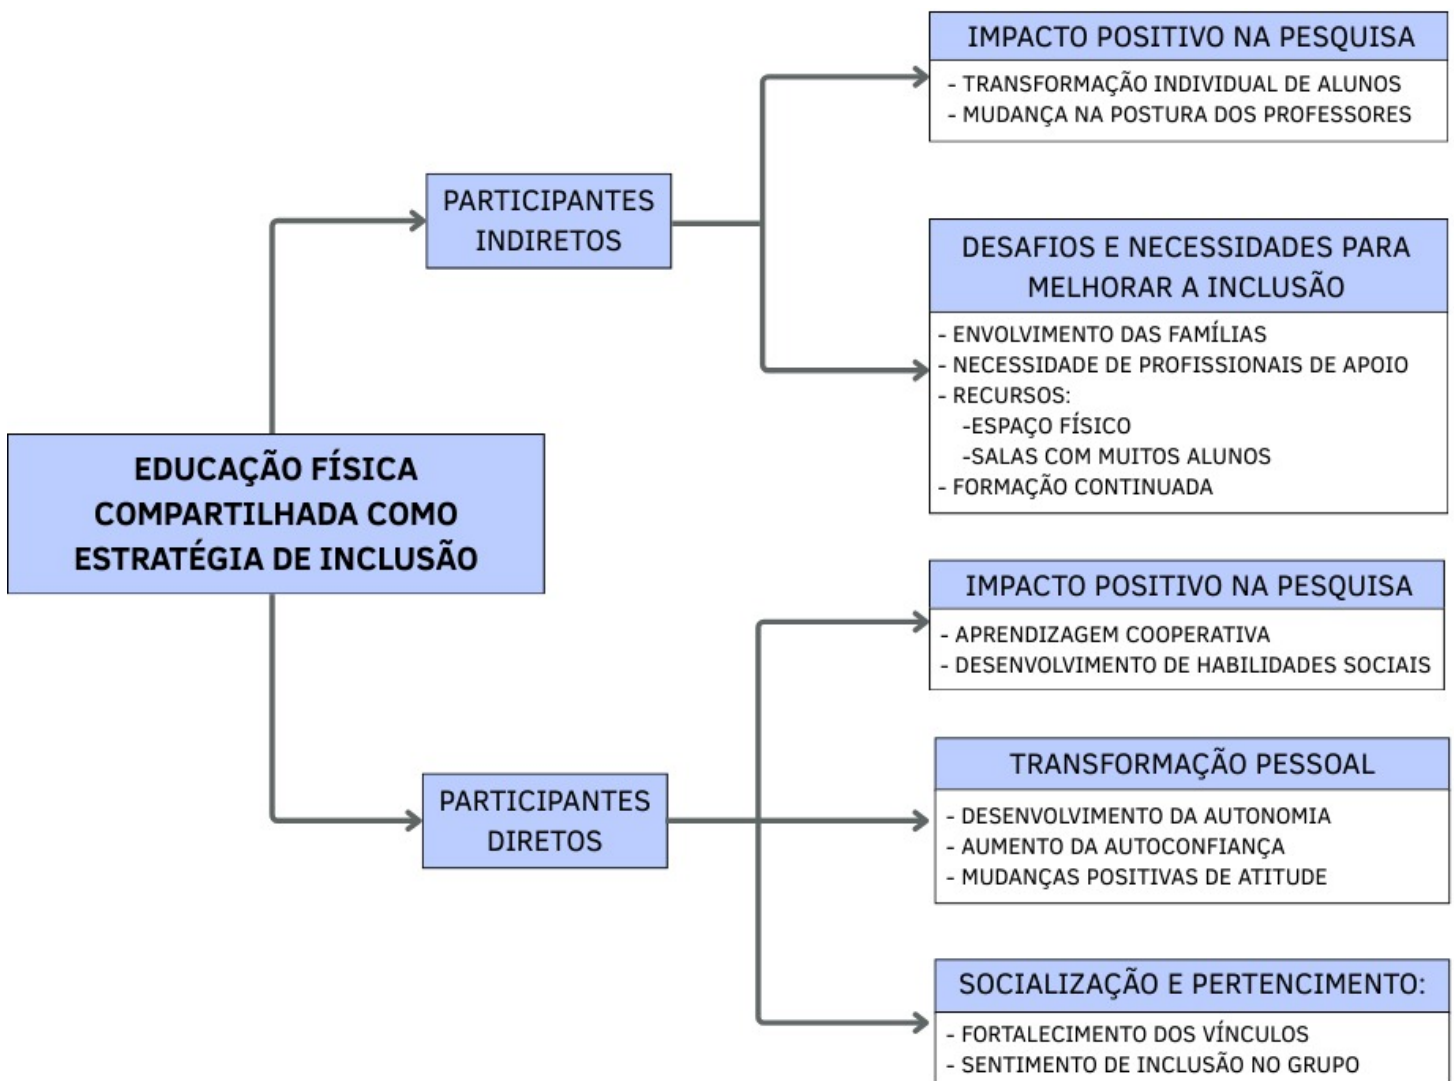 EDUCAÇÃO FÍSICA
COMPARTILHADA COMO
ESTRATÉGIA DE INCLUSÃO
PARTICIPANTES
INDIRETOS
IMPACTO POSITIVO NA PESQUISA
- TRANSFORMAÇÃO INDIVIDUAL DE ALUNOS
- MUDANÇA NA POSTURA DOS PROFESSORES
DESAFIOS E NECESSIDADES PARA
MELHORAR A INCLUSÃO
- ENVOLVIMENTO DAS FAMÍLIAS
- NECESSIDADE DE PROFISSIONAIS DE APOIO
- RECURSOS:
-ESPAÇO FÍSICO
-SALAS COM MUITOS ALUNOS
- FORMAÇÃO CONTINUADA
PARTICIPANTES
DIRETOS
IMPACTO POSITIVO NA PESQUISA
- APRENDIZAGEM COOPERATIVA
- DESENVOLVIMENTO DE HABILIDADES SOCIAIS
TRANSFORMAÇÃO PESSOAL
- DESENVOLVIMENTO DA AUTONOMIA
- AUMENTO DA AUTOCONFIANÇA
- MUDANÇAS POSITIVAS DE ATITUDE
SOCIALIZAÇÃO E PERTENCIMENTO:
- FORTALECIMENTO DOS VÍNCULOS
- SENTIMENTO DE INCLUSÃO NO GRUPO